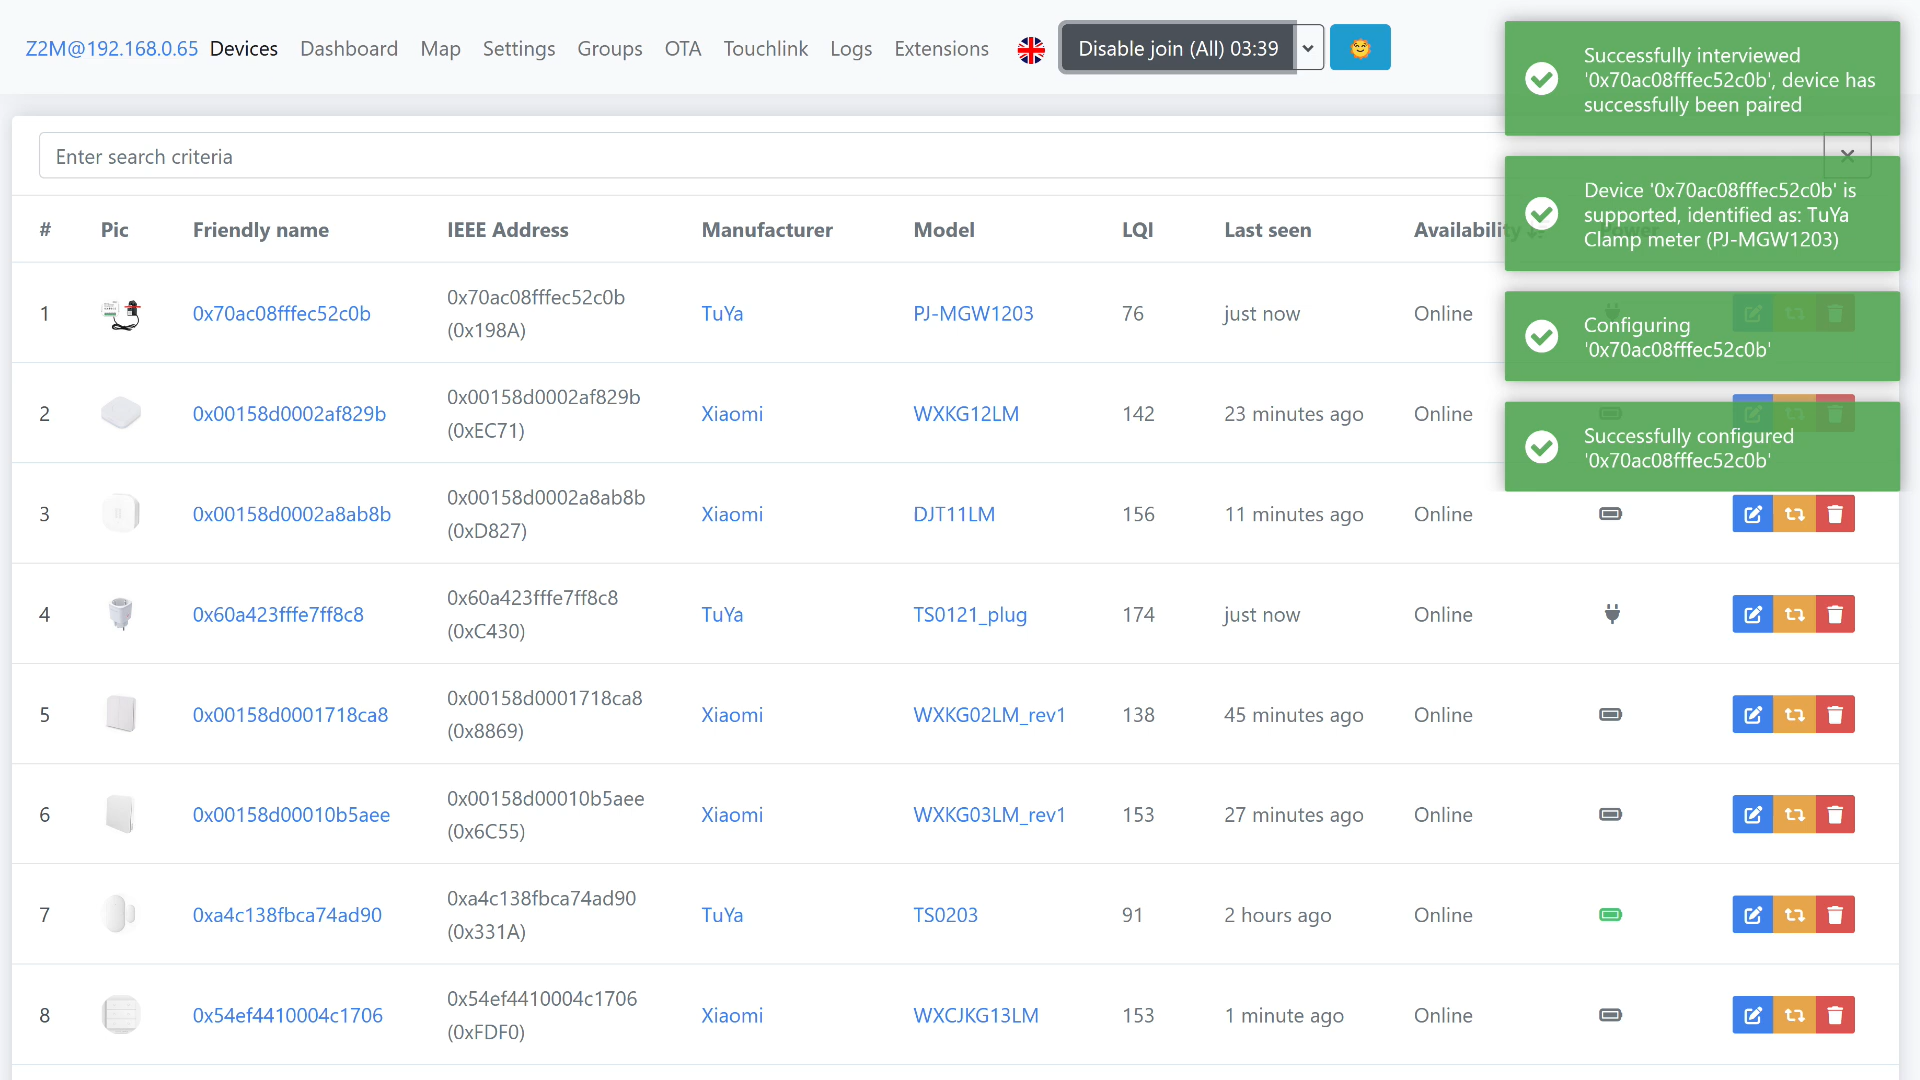 Z2M@192.168.0.65 Devices Dashboard Map Settings Groups OTA Touchlink Logs Extensions Disable join (All) 03:39
Successfully interviewed
'0x70ac08fffec52c0b', device has
successfully been paired
Enter search criteria
Device '0x70ac08fffec52c0b' is
supported, identified as: TuYa
Clamp meter (PJ-MGW1203)
Configuring
'0x70ac08fffec52c0b'
Successfully configured
'0x70ac08fffec52c0b'
# Pic Friendly name IEEE Address Manufacturer Model LQI Last seen Availability Power
1 0x70ac08fffec52c0b 0x70ac08fffec52c0b TuYa PJ-MGW1203 76 just now Online
(0x198A)
2 0x00158d0002af829b 0x00158d0002af829b Xiaomi WXKG12LM 142 23 minutes ago Online
(0xEC71)
3 0x00158d0002a8ab8b 0x00158d0002a8ab8b Xiaomi DJT11LM 156 11 minutes ago Online
(0xD827)
4 0x60a423fffe7ff8c8 0x60a423fffe7ff8c8 TuYa TS0121_plug 174 just now Online
(0xC430)
5 0x00158d0001718ca8 0x00158d0001718ca8 Xiaomi WXKG02LM_rev1 138 45 minutes ago Online
(0x8869)
6 0x00158d00010b5aee 0x00158d00010b5aee Xiaomi WXKG03LM_rev1 153 27 minutes ago Online
(0x6C55)
7 0xa4c138fbca74ad90 0xa4c138fbca74ad90 TuYa TS0203 91 2 hours ago Online
(0x331A)
8 0x54ef4410004c1706 0x54ef4410004c1706 Xiaomi WXCJKG13LM 153 1 minute ago Online
(0xFDF0)